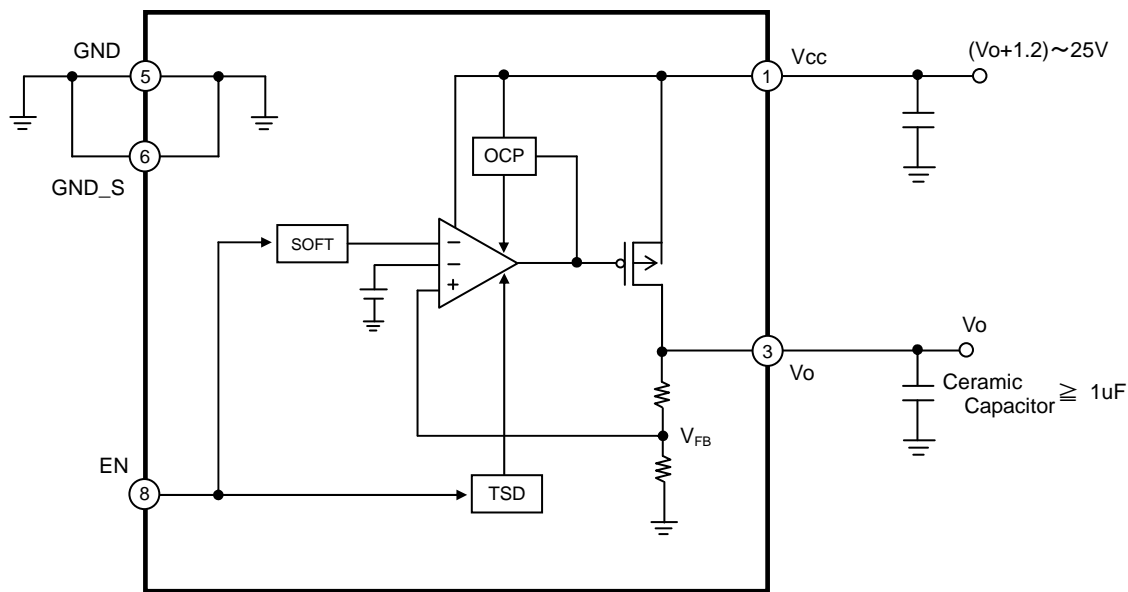 GND
5
6
GND_S
Vcc
1
(Vo+1.2)～25V
OCP
SOFT
−
−
+
Vo
3
Vo
Ceramic
Capacitor ≧ 1uF
VFB
EN
8
TSD